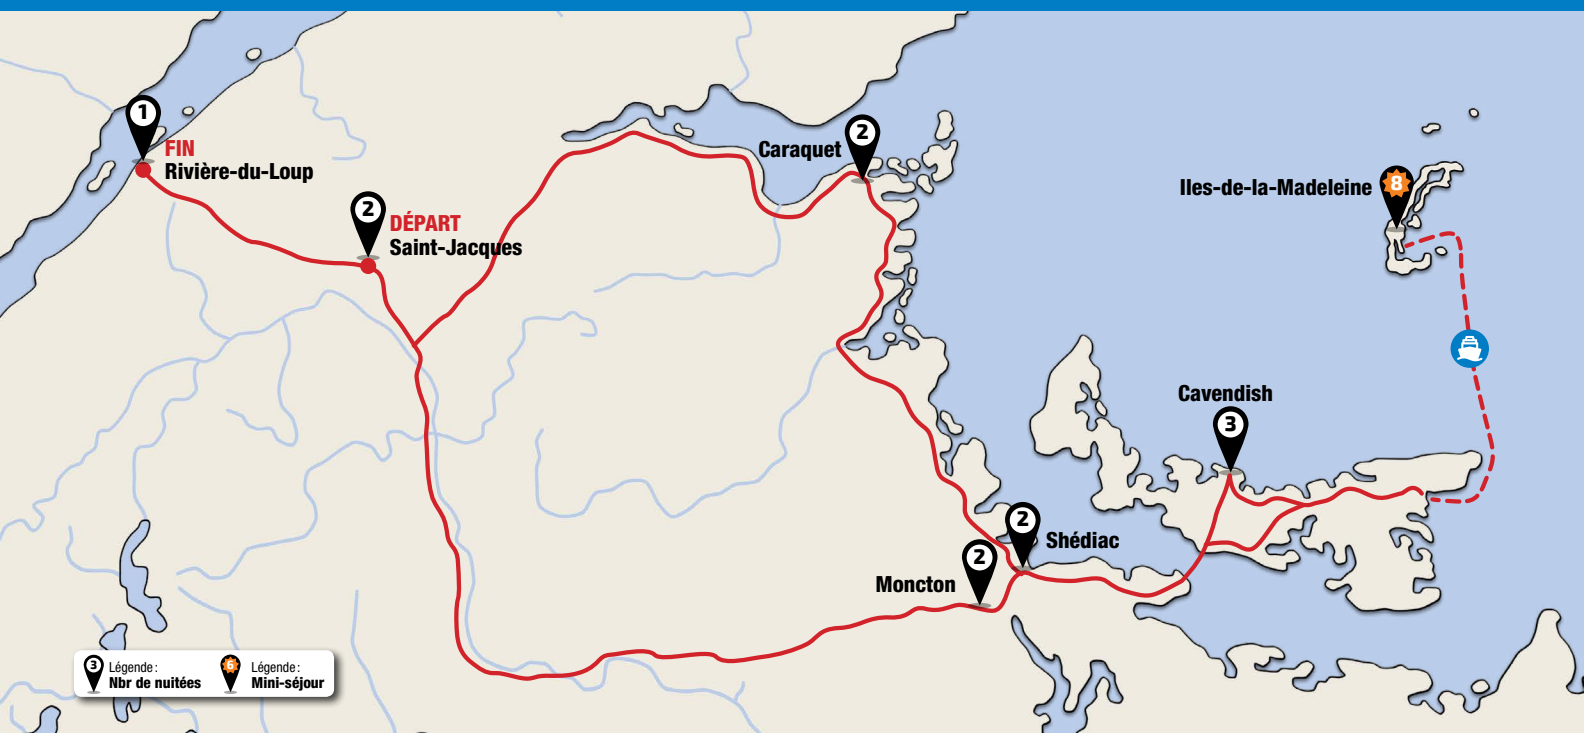 1
FIN
Rivière-du-Loup
2
DÉPART
Saint-Jacques
Caraquet
2
Iles-de-la-Madeleine
8
Cavendish
3
2
Shédiac
2
Moncton
3
Légende :
Nbr de nuitées
6
Légende :
Mini-séjour